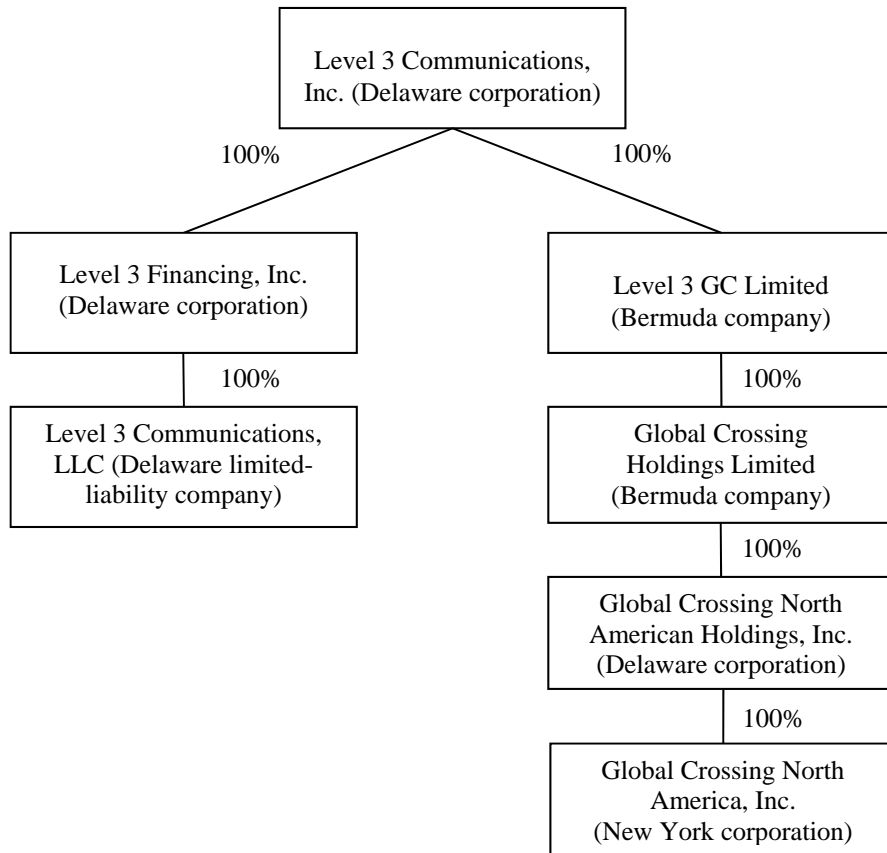 Level 3 Communications,
Inc. (Delaware corporation)
100%
100%
Level 3 Financing, Inc.
(Delaware corporation)
Level 3 GC Limited
(Bermuda company)
100%
100%
Level 3 Communications,
LLC (Delaware limited-
liability company)
Global Crossing
Holdings Limited
(Bermuda company)
100%
Global Crossing North
American Holdings, Inc.
(Delaware corporation)
100%
Global Crossing North
America, Inc.
(New York corporation)